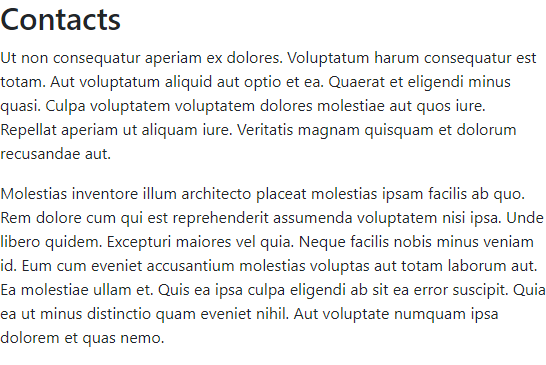 Contacts
Ut non consequatur aperiam ex dolores. Voluptatum harum consequatur est
totam. Aut voluptatum aliquid aut optio et ea. Quaerat et eligendi minus
quasi. Culpa voluptatem voluptatem dolores molestiae aut quos iure.
Repellat aperiam ut aliquam iure. Veritatis magnam quisquam et dolorum
recusandae aut.
Molestias inventore illum architecto placeat molestias ipsam facilis ab quo.
Rem dolore cum qui est reprehenderit assumenda voluptatem nisi ipsa. Unde
libero quidem. Excepturi maiores vel quia. Neque facilis nobis minus veniam
id. Eum cum eveniet accusantium molestias voluptas aut totam laborum aut.
Ea molestiae ullam et. Quis ea ipsa culpa eligendi ab sit ea error suscipit. Quia
ea ut minus distinctio quam eveniet nihil. Aut voluptate numquam ipsa
dolorem et quas nemo.